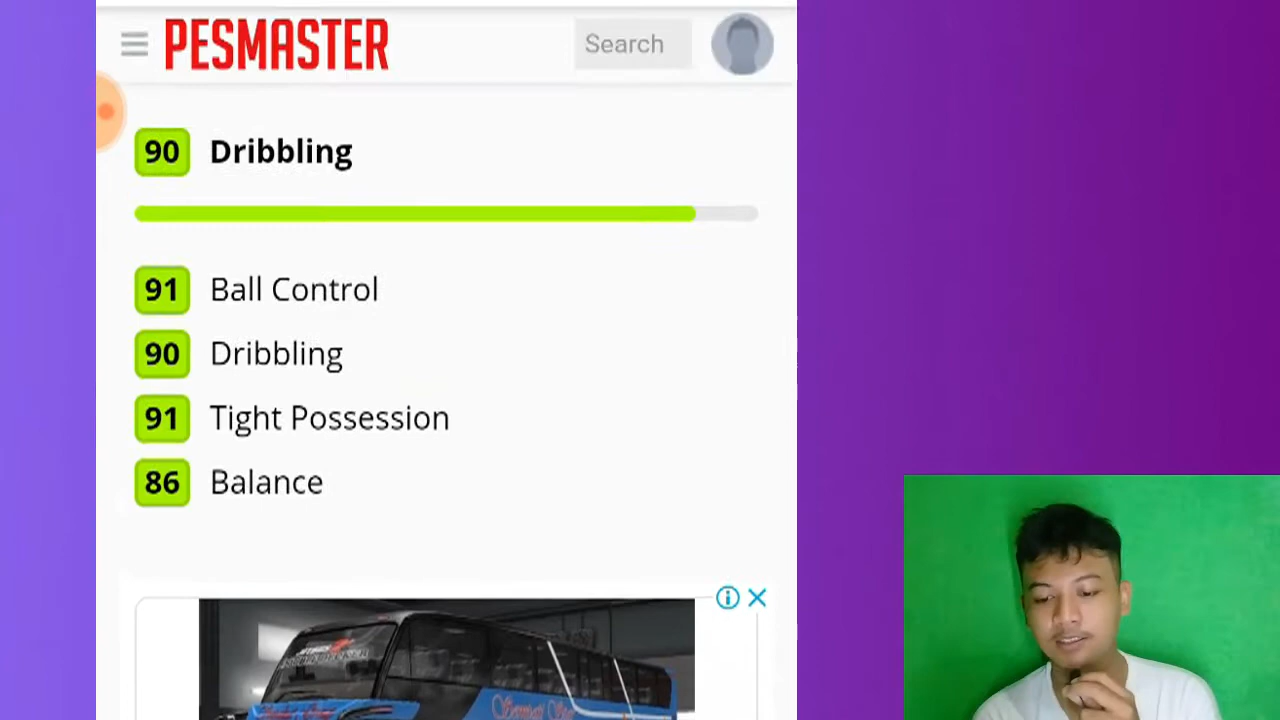 PESMASTER
Search
90 Dribbling
91 Ball Control
90 Dribbling
91 Tight Possession
86 Balance